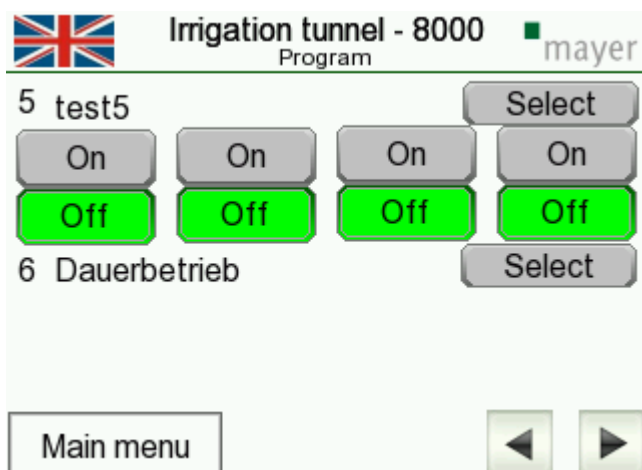 Irrigation tunnel - 8000
Program
mayer
5 test5 Select
On On On On
Off Off Off Off
6 Dauerbetrieb Select
Main menu